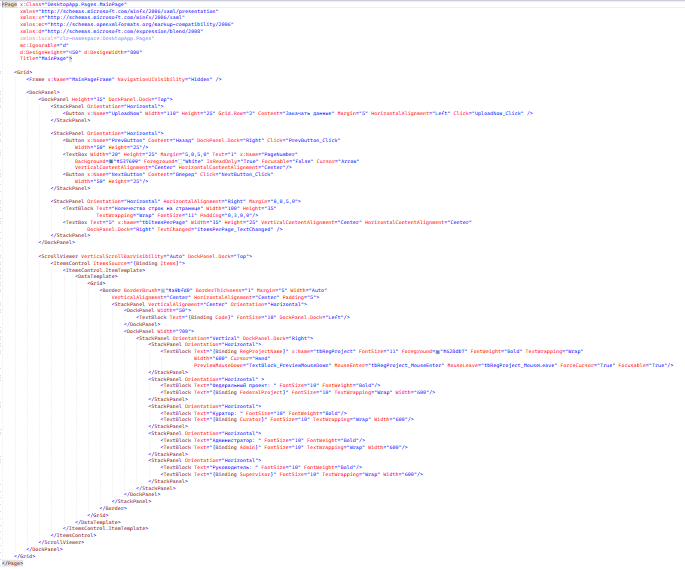 <Page x:Class="DesktopApp.Pages.MainPage"
xmlns="http://schemas.microsoft.com/winfx/2006/xaml/presentation"
xmlns:x="http://schemas.microsoft.com/winfx/2006/xaml"
xmlns:mc="http://schemas.openxmlformats.org/markup-compatibility/2006"
xmlns:d="http://schemas.microsoft.com/expression/blend/2008"
xmlns:local="clr-namespace:DesktopApp.Pages"
mc:Ignorable="d"
d:DesignHeight="450" d:DesignWidth="800"
Title="MainPage">
<Grid>
<Frame x:Name="MainPageFrame" NavigationUIVisibility="Hidden" />
<DockPanel>
<DockPanel Height="35" DockPanel.Dock="Top">
<StackPanel Orientation="Horizontal">
<Button x:Name="UploadNow" Width="110" Height="25" Grid.Row="2" Content="Закачать данные" Margin="5" HorizontalAlignment="Left" Click="UploadNow_Click" />
</StackPanel>
<StackPanel Orientation="Horizontal">
<Button x:Name="PrevButton" Content="Назад" DockPanel.Dock="Right" Click="PrevButton_Click"
Width="50" Height="25"/>
<TextBox Width="20" Height="25" Margin="5,0,5,0" Text="1" x:Name="PageNumber"
Background="#537699" Foreground="White" IsReadOnly="True" Focusable="False" Cursor="Arrow"
VerticalContentAlignment="Center" HorizontalContentAlignment="Center"/>
<Button x:Name="NextButton" Content="Вперед" Click="NextButton_Click"
Width="50" Height="25"/>
</StackPanel>
<StackPanel Orientation="Horizontal" HorizontalAlignment="Right" Margin="0,0,5,0">
<TextBlock Text="Количество строк на странице" Width="100" Height="35"
TextWrapping="Wrap" FontSize="11" Padding="0,3,0,0"/>
<TextBox Text="5" x:Name="tbItemsPerPage" Width="35" Height="25" VerticalContentAlignment="Center" HorizontalContentAlignment="Center"
DockPanel.Dock="Right" TextChanged="itemsPerPage_TextChanged" />
</StackPanel>
</DockPanel>
<ScrollViewer VerticalScrollBarVisibility="Auto" DockPanel.Dock="Top">
<ItemsControl ItemsSource="{Binding Items}">
<ItemsControl.ItemTemplate>
<DataTemplate>
<Grid>
<Border BorderBrush="#a9bfd0" BorderThickness="1" Margin="5" Width="Auto"
VerticalAlignment="Center" HorizontalAlignment="Center" Padding="5">
<StackPanel VerticalAlignment="Center" Orientation="Horizontal">
<DockPanel Width="50">
<TextBlock Text="{Binding Code}" FontSize="10" DockPanel.Dock="Left"/>
</DockPanel>
<DockPanel Width="700">
<StackPanel Orientation="Vertical" DockPanel.Dock="Right">
<StackPanel Orientation="Horizontal">
<TextBlock Text="{Binding RegProjectName}" x:Name="tbRegProject" FontSize="11" Foreground= FontWeight="Bold" TextWrapping="Wrap"
Width="600" Cursor="Hand"
PreviewMouseDown="TextBlock_PreviewMouseDown" MouseEnter="tbRegProject_MouseEnter" MouseLeave="tbRegProject_MouseLeave" ForceCursor="True" Focusable="True"/>
</StackPanel>
<StackPanel Orientation="Horizontal" >
<TextBlock Text="Федеральный проект: " FontSize="10" FontWeight="Bold"/>
<TextBlock Text="{Binding FederalProject}" FontSize="10" TextWrapping="Wrap" Width="600"/>
</StackPanel>
<StackPanel Orientation="Horizontal">
<TextBlock Text="Куратор: " FontSize="10" FontWeight="Bold"/>
<TextBlock Text="{Binding Curator}" FontSize="10" TextWrapping="Wrap" Width="600"/>
</StackPanel>
<StackPanel Orientation="Horizontal">
<TextBlock Text="Администратор: " FontSize="10" FontWeight="Bold"/>
<TextBlock Text="{Binding Admin}" FontSize="10" TextWrapping="Wrap" Width="600"/>
</StackPanel>
<StackPanel Orientation="Horizontal">
<TextBlock Text="Руководитель: " FontSize="10" FontWeight="Bold"/>
<TextBlock Text="{Binding Supervisor}" FontSize="10" TextWrapping="Wrap" Width="600"/>
</StackPanel>
</StackPanel>
</DockPanel>
</StackPanel>
</Border>
</Grid>
</DataTemplate>
</ItemsControl.ItemTemplate>
</ItemsControl>
</ScrollViewer>
</DockPanel>
</Grid>
</Page>